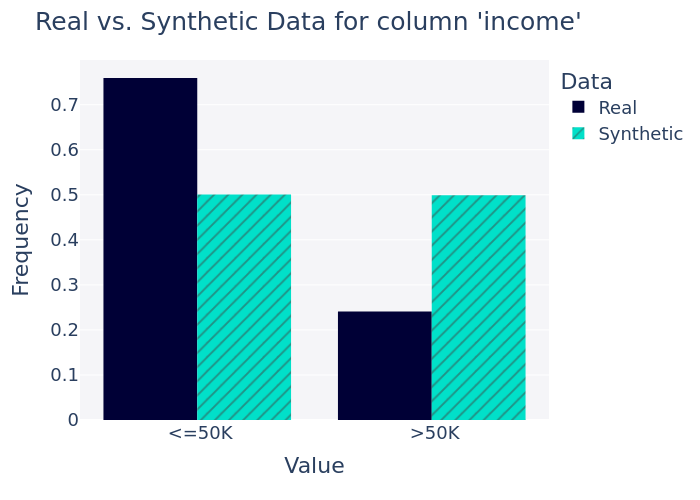 Real vs. Synthetic Data for column 'income'
Data
Real
Synthetic
Frequency
0.7
0.6
0.5
0.4
0.3
0.2
0.1
0
<=50K
>50K
Value